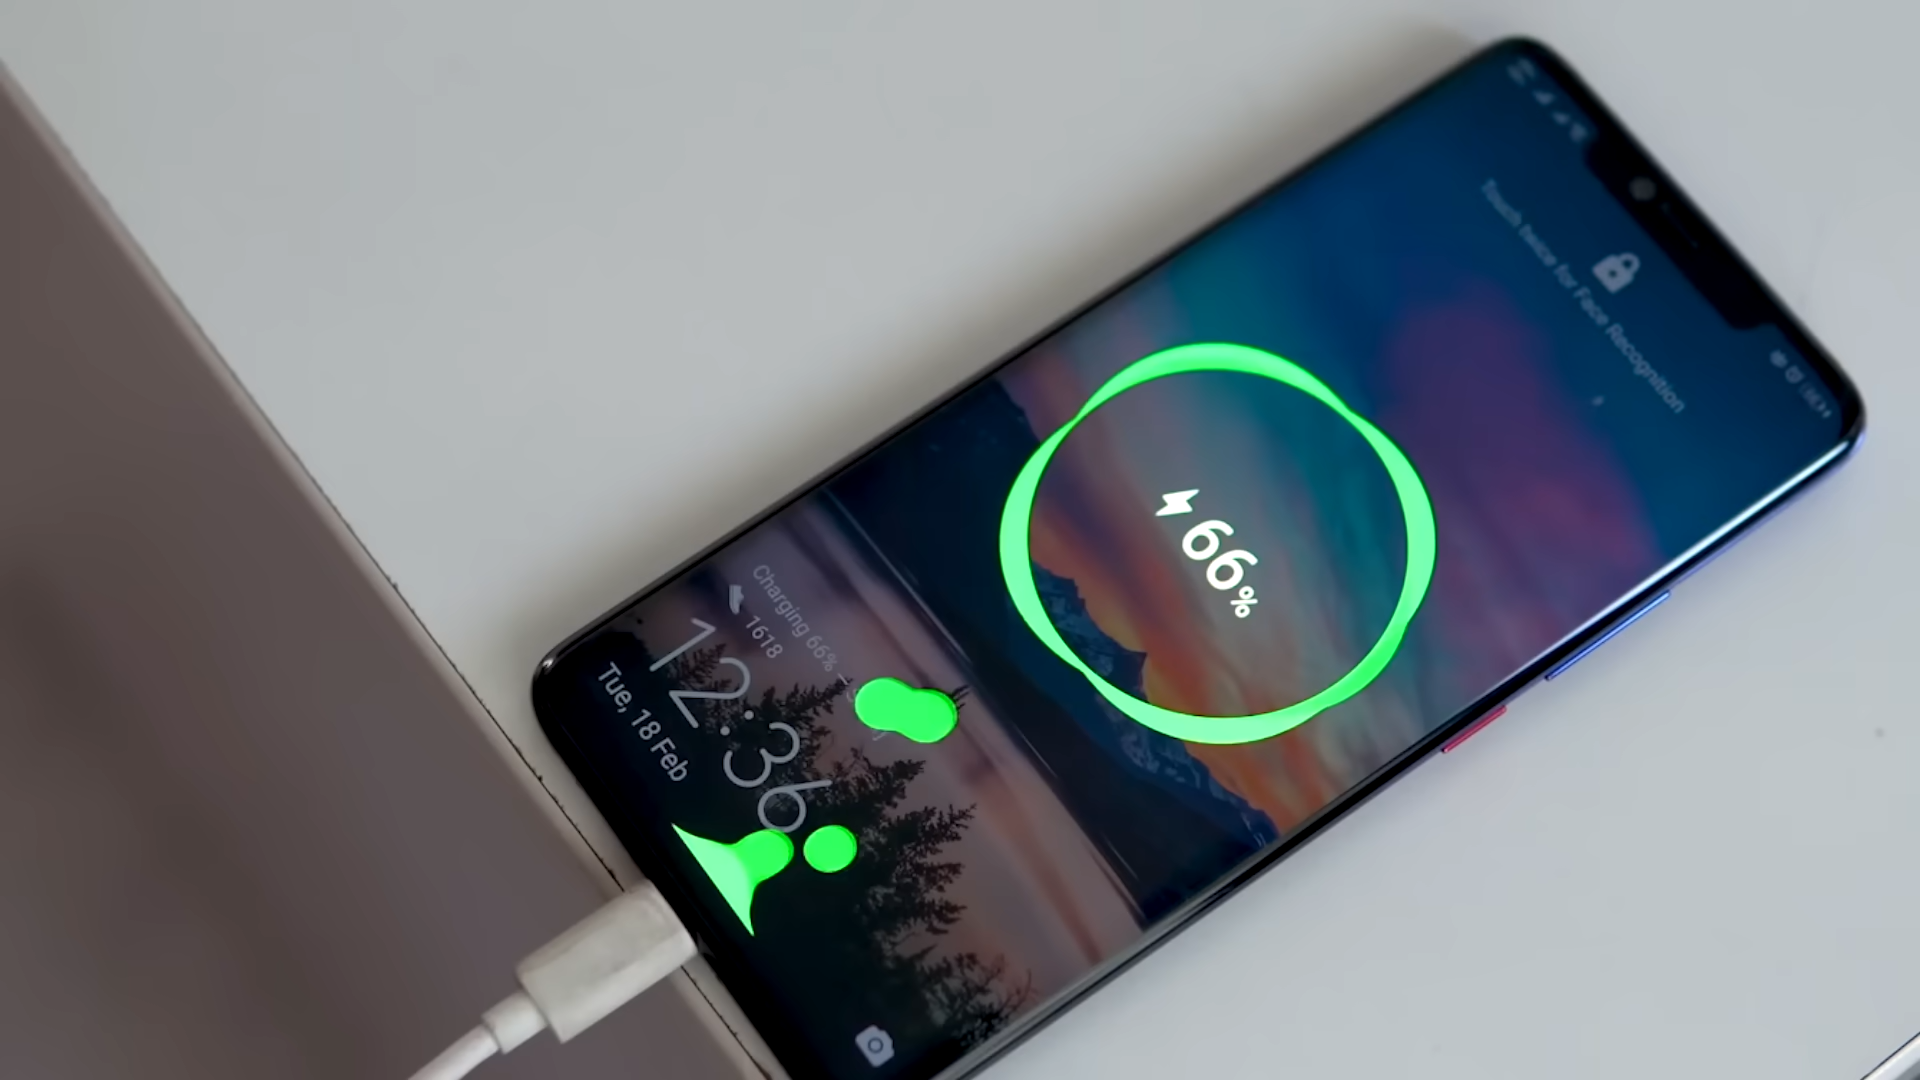 Touch twice for Face Recognition
66%
Charging 66%
1618
12:36
Tue, 18 Feb